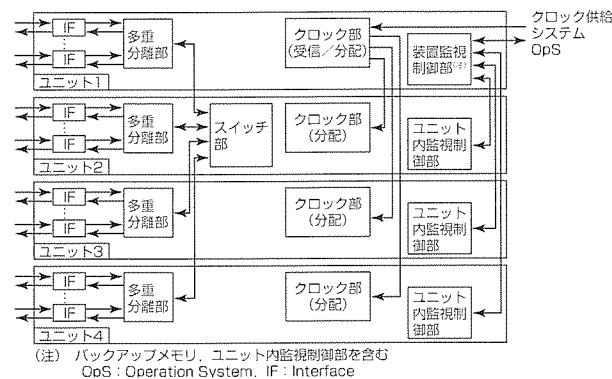 IF
IF
多重
分離部
クロック部
(受信/分配)
装置監視
制御部(注)
クロック供給
システム
OpS
ユニット1
IF
IF
多重
分離部
スイッチ
部
クロック部
(分配)
ユニット
内監視制
御部
ユニット2
IF
IF
多重
分離部
クロック部
(分配)
ユニット
内監視制
御部
ユニット3
IF
IF
多重
分離部
クロック部
(分配)
ユニット
内監視制
御部
ユニット4
(注) バックアップメモリ,ユニット内監視制御部を含む
OpS:Operation System, IF:Interface